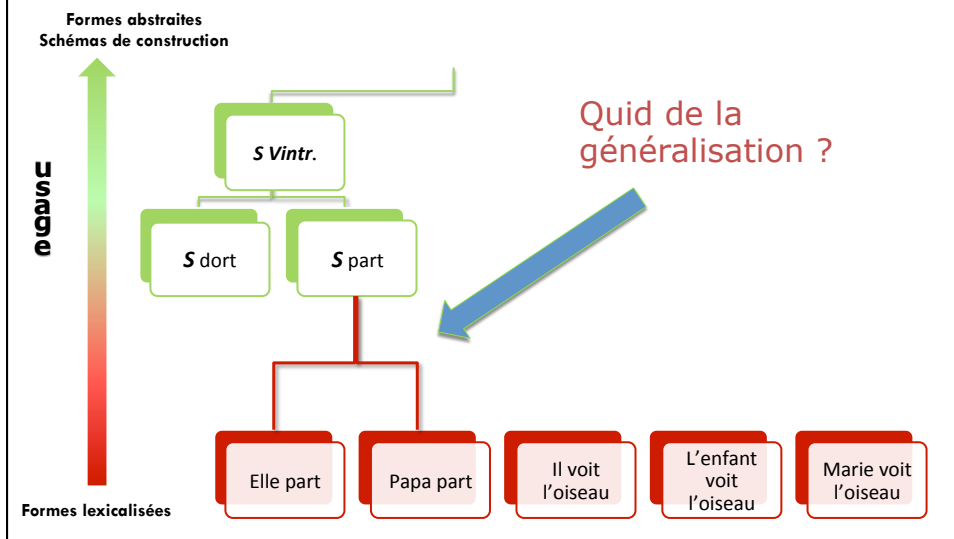 Formes abstraites
Schémas de construction
Quid de la
généralisation ?
S Vintr.
usage
S dort
S part
Elle part
Papa part
Il voit
l’oiseau
L’enfant
voit
l’oiseau
Marie voit
l’oiseau
Formes lexicalisées